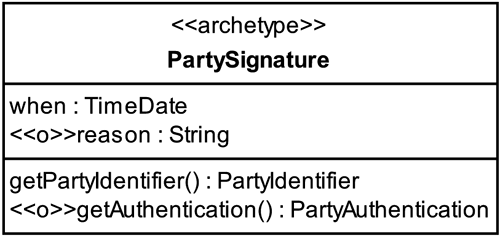 <<archetype>>
PartySignature
when : TimeDate
<<o>>reason : String
getPartyIdentifier() : PartyIdentifier
<<o>>getAuthentication() : PartyAuthentication